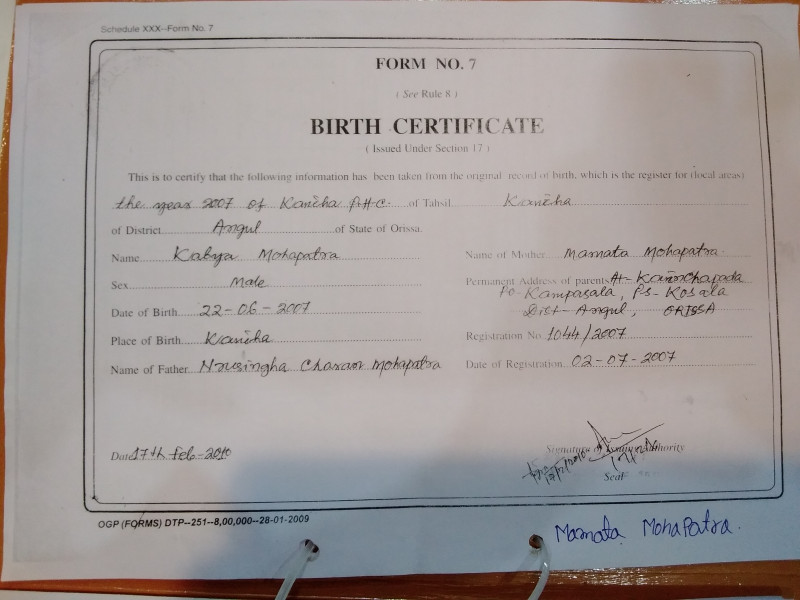 Schedule XXX--Form No. 7
FORM NO. 7
( See Rule 8 )
BIRTH CERTIFICATE
( Issued Under Section 17 )
This is to certify that the following information has been taken from the original record of birth, which is the register for (local areas)
the year 2007 of Kaniha P.H.C. of Tahsil Kaniha
of District Angul of State of Orissa.
Name Kabya Mohapatra
Sex Male
Date of Birth 22-06-2007
Place of Birth Kaniha
Name of Father Nrusingha Charan Mohapatra
Name of Mother Mamata Mohapatra
Permanent Address of parents At-
Po Kampasala, Ps- Kosala
Dist- Angul, ORISSA
Registration No. 1044/2007
Date of Registration 02-07-2007
Date 17th Feb-2010
Signature of Issuing Authority
Seal
OGP (FORMS) DTP--251--8,00,000--28-01-2009
Mamata Mohapatra.